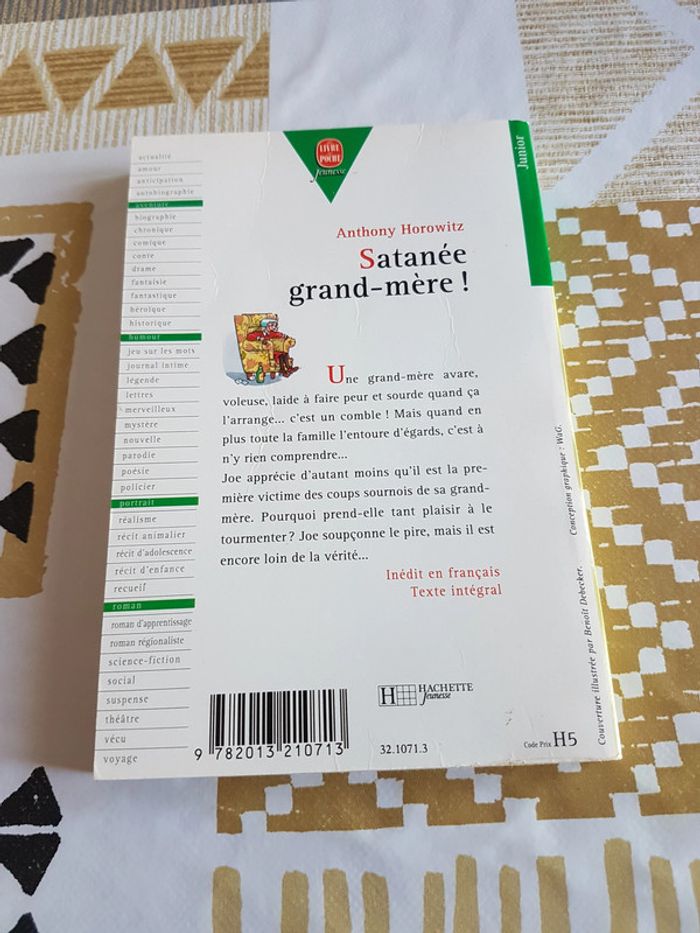 LIVRE
DE
POCHE
Jeunesse
Junior
Anthony Horowitz
Satanée
grand-mère !
Une grand-mère avare,
voleuse, laide à faire peur et sourde quand ça
l'arrange... c'est un comble ! Mais quand en
plus toute la famille l'entoure d'égards, c'est à
n'y rien comprendre...
Joe apprécie d'autant moins qu'il est la pre-
mière victime des coups sournois de sa grand-
mère. Pourquoi prend-elle tant plaisir à le
tourmenter ? Joe soupçonne le pire, mais il est
encore loin de la vérité...
Inédit en français
Texte intégral
actualité
amour
anticipation
autobiographie
aventure
biographie
chronique
comique
conte
drame
fantaisie
fantastique
héroïque
historique
humour
jeu sur les mots
journal intime
légende
lettres
merveilleux
mystère
nouvelle
parodie
poésie
policier
portrait
réalisme
récit animalier
récit d'adolescence
récit d'enfance
recueil
roman
roman d'apprentissage
roman régionaliste
science-fiction
social
suspense
théâtre
vécu
voyage
9 782013 210713
H HACHETTE
Jeunesse
32.1071.3
Code Prix H5
Couverture illustrée par Benoît Debecker.
Conception graphique : WaG.